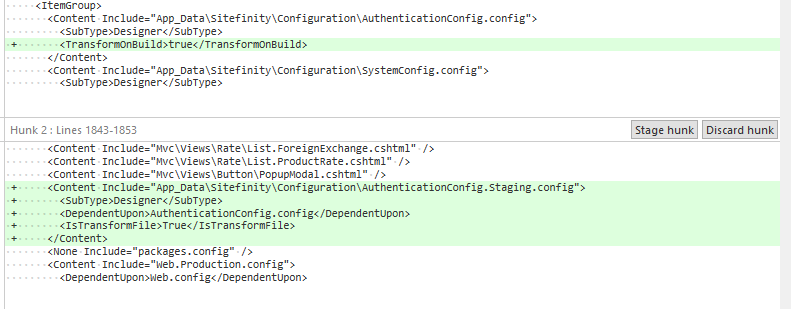 <ItemGroup>
<Content Include="App_Data\Sitefinity\Configuration\AuthenticationConfig.config">
<SubType>Designer</SubType>
+ <TransformOnBuild>true</TransformOnBuild>
</Content>
<Content Include="App_Data\Sitefinity\Configuration\SystemConfig.config">
<SubType>Designer</SubType>
Hunk 2 : Lines 1843-1853 Stage hunk Discard hunk
<Content Include="Mvc\Views\Rate\List.ForeignExchange.cshtml" />
<Content Include="Mvc\Views\Rate\List.ProductRate.cshtml" />
<Content Include="Mvc\Views\Button\PopupModal.cshtml" />
+ <Content Include="App_Data\Sitefinity\Configuration\AuthenticationConfig.Staging.config">
+ <SubType>Designer</SubType>
+ <DependentUpon>AuthenticationConfig.config</DependentUpon>
+ <IsTransformFile>True</IsTransformFile>
+ </Content>
<None Include="packages.config" />
<Content Include="Web.Production.config">
<DependentUpon>Web.config</DependentUpon>